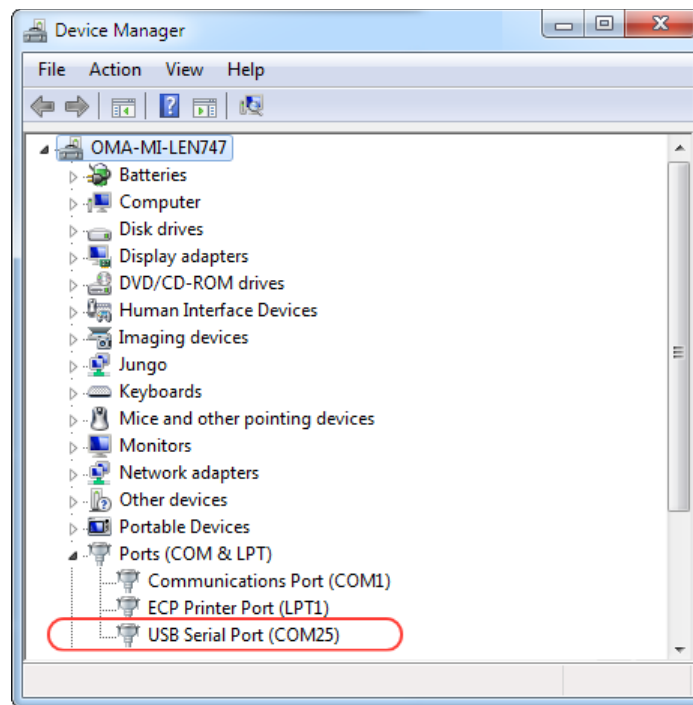 Device Manager
File Action View Help
OMA-MI-LEN747
Batteries
Computer
Disk drives
Display adapters
DVD/CD-ROM drives
Human Interface Devices
Imaging devices
Jungo
Keyboards
Mice and other pointing devices
Monitors
Network adapters
Other devices
Portable Devices
Ports (COM & LPT)
Communications Port (COM1)
ECP Printer Port (LPT1)
USB Serial Port (COM25)